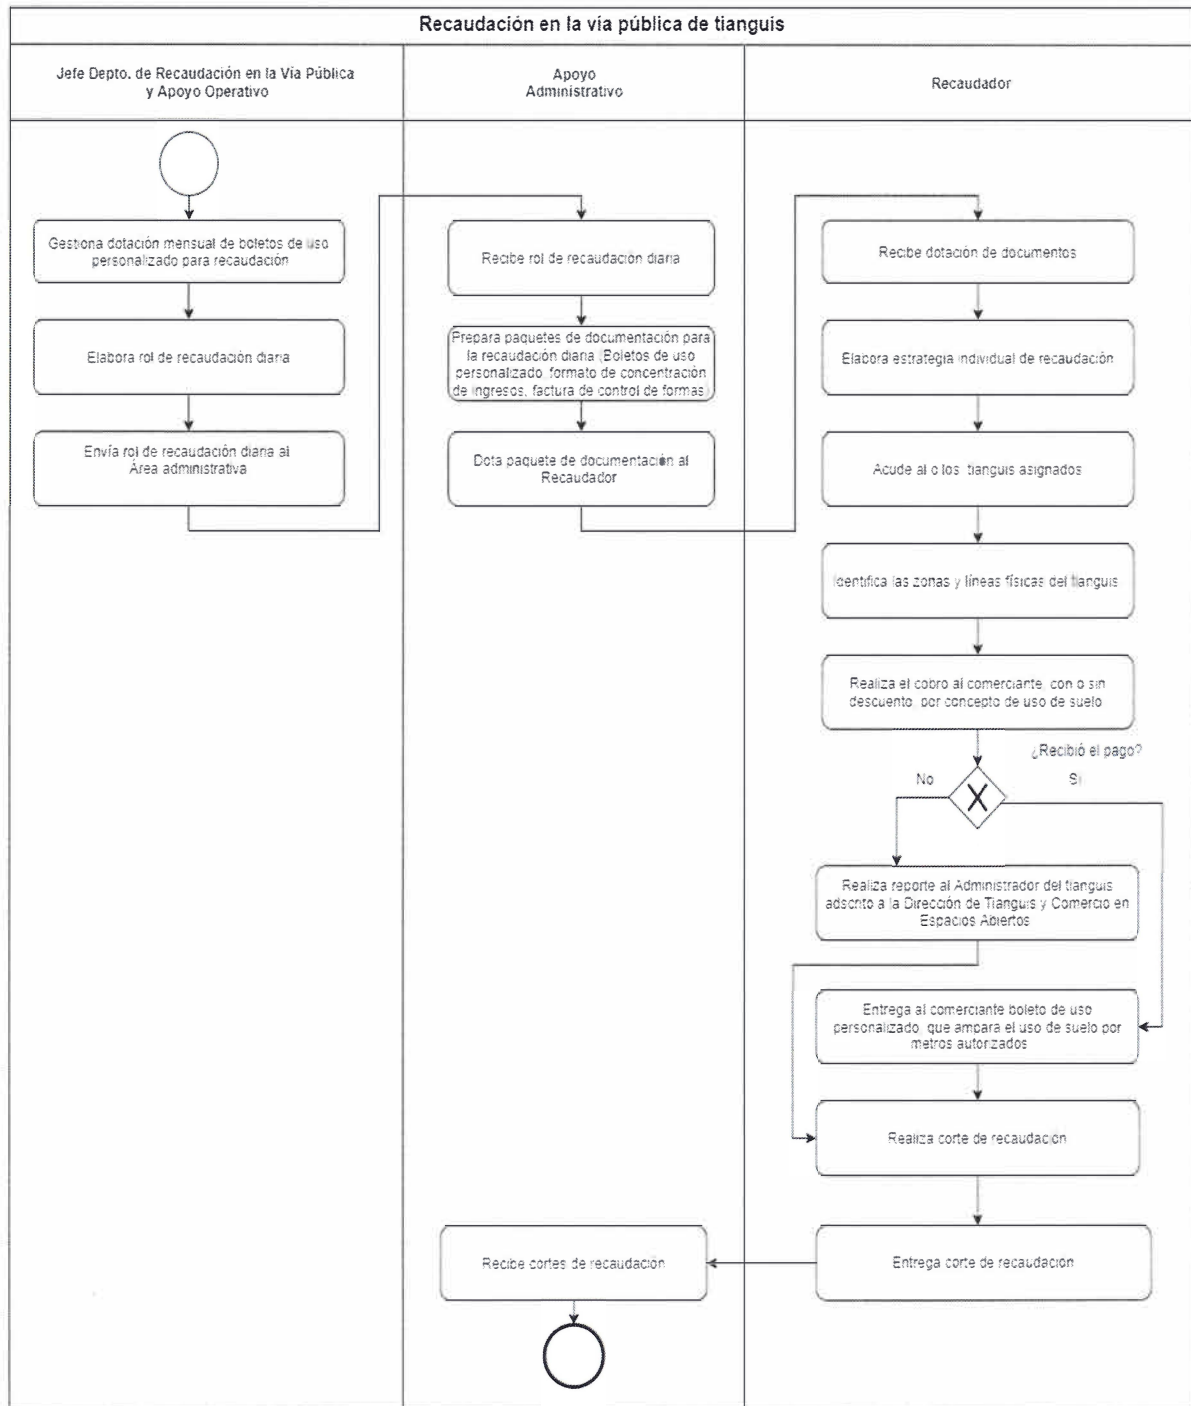 Recaudación en la vía pública de tianguis
Jefe Depto. de Recaudación en la Vía Pública
y Apoyo Operativo
Apoyo
Administrativo
Recaudador
Gestiona dotación mensual de boletos de uso
personalizado para recaudación
Elabora rol de recaudación diaria
Envía rol de recaudación diaria al
Área administrativa
Recibe rol de recaudación diaria
Prepara paquetes de documentación para
la recaudación diaria (Boletos de uso
personalizado, formato de concentración
de ingresos, factura de control de formas)
Dota paquete de documentación al
Recaudador
Recibe dotación de documentos
Elabora estrategia individual de recaudación
Acude al o los tianguis asignados
Identifica las zonas y líneas físicas del tianguis
Realiza el cobro al comerciante, con o sin
descuento, por concepto de uso de suelo
¿Recibió el pago?
No
Si
X
Realiza reporte al Administrador del tianguis
adscrito a la Dirección de Tianguis y Comercio en
Espacios Abiertos
Entrega al comerciante boleto de uso
personalizado, que ampara el uso de suelo por
metros autorizados
Realiza corte de recaudación
Entrega corte de recaudación
Recibe cortes de recaudación